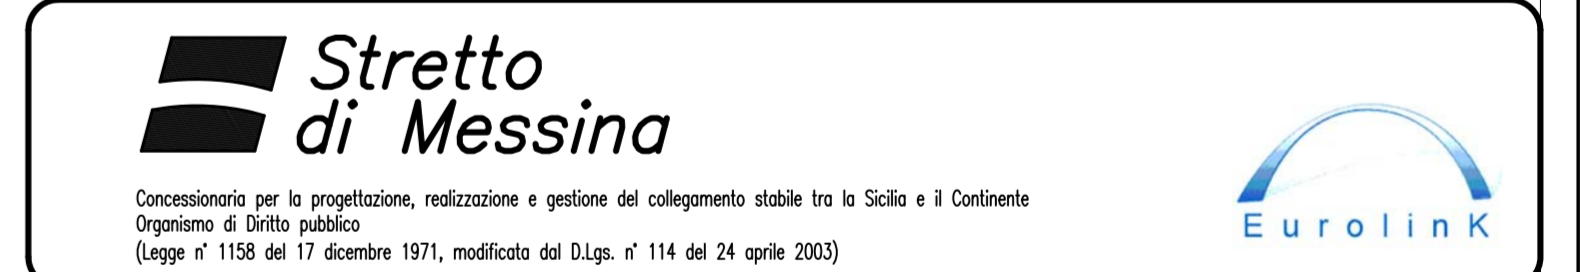 Stretto
di Messina
Concessionaria per la progettazione, realizzazione e gestione del collegamento stabile tra la Sicilia e il Continente
Organismo di Diritto pubblico
(Legge n° 1158 del 17 dicembre 1971, modificata dal D.Lgs. n° 114 del 24 aprile 2003)
EurolinK